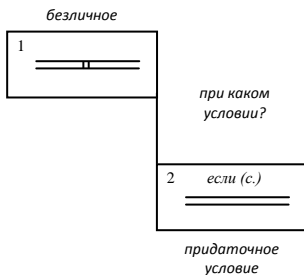 безличное
1
при каком
условии?
2 если (с.)
придаточное
условие